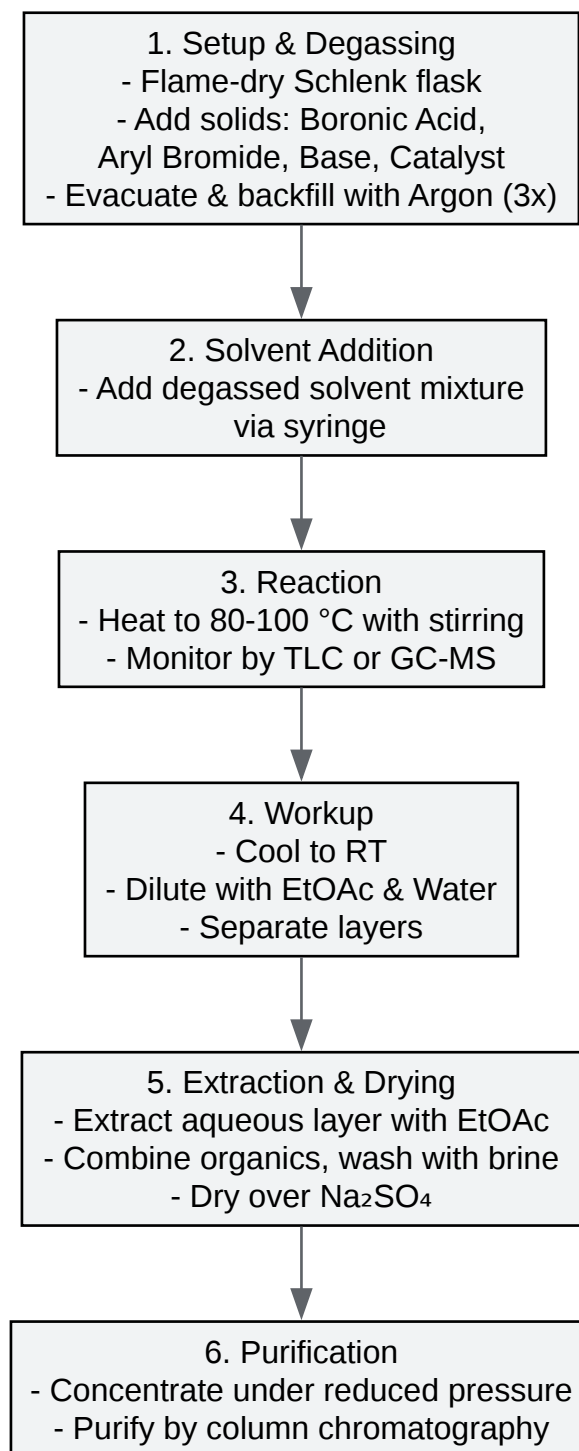 1. Setup & Degassing
- Flame-dry Schlenk flask
- Add solids: Boronic Acid,
Aryl Bromide, Base, Catalyst
- Evacuate & backfill with Argon (3x)
2. Solvent Addition
- Add degassed solvent mixture
via syringe
3. Reaction
- Heat to 80-100 °C with stirring
- Monitor by TLC or GC-MS
4. Workup
- Cool to RT
- Dilute with EtOAc & Water
- Separate layers
5. Extraction & Drying
- Extract aqueous layer with EtOAc
- Combine organics, wash with brine
- Dry over Na₂SO₄
6. Purification
- Concentrate under reduced pressure
- Purify by column chromatography